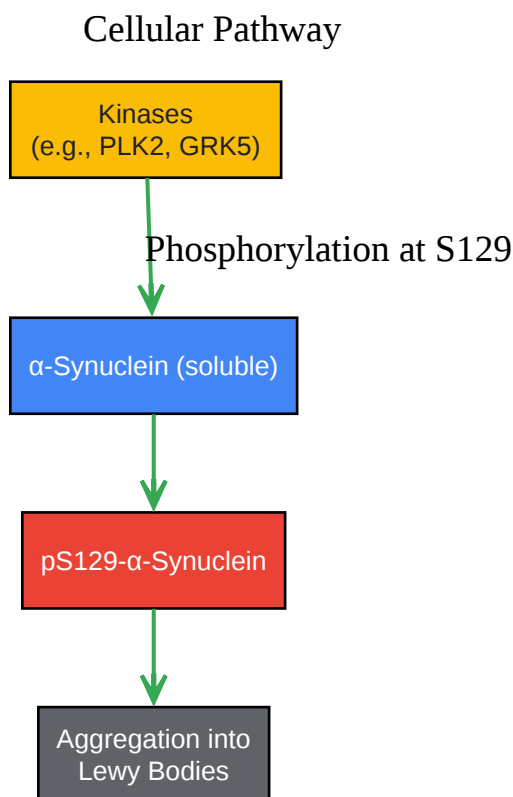 Cellular Pathway
Kinases
(e.g., PLK2, GRK5)
Phosphorylation at S129
α-Synuclein (soluble)
pS129-α-Synuclein
Aggregation into
Lewy Bodies